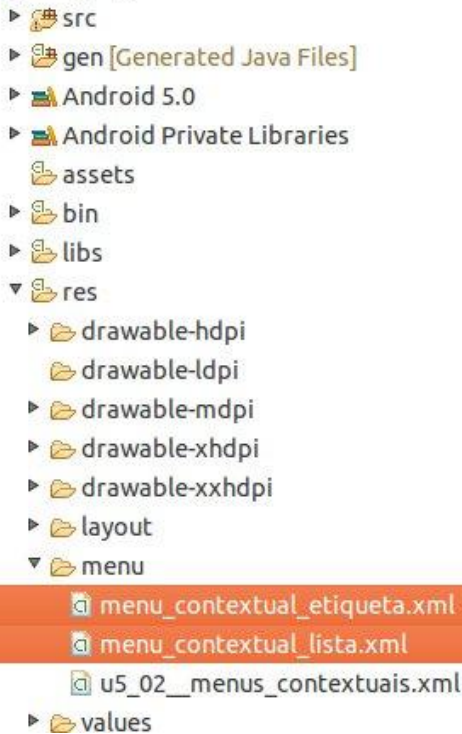 src
gen [Generated Java Files]
Android 5.0
Android Private Libraries
assets
bin
libs
res
drawable-hdpi
drawable-ldpi
drawable-mdpi
drawable-xhdpi
drawable-xxhdpi
layout
menu
menu_contextual_etiqueta.xml
menu_contextual_lista.xml
u5_02__menus_contextuais.xml
values